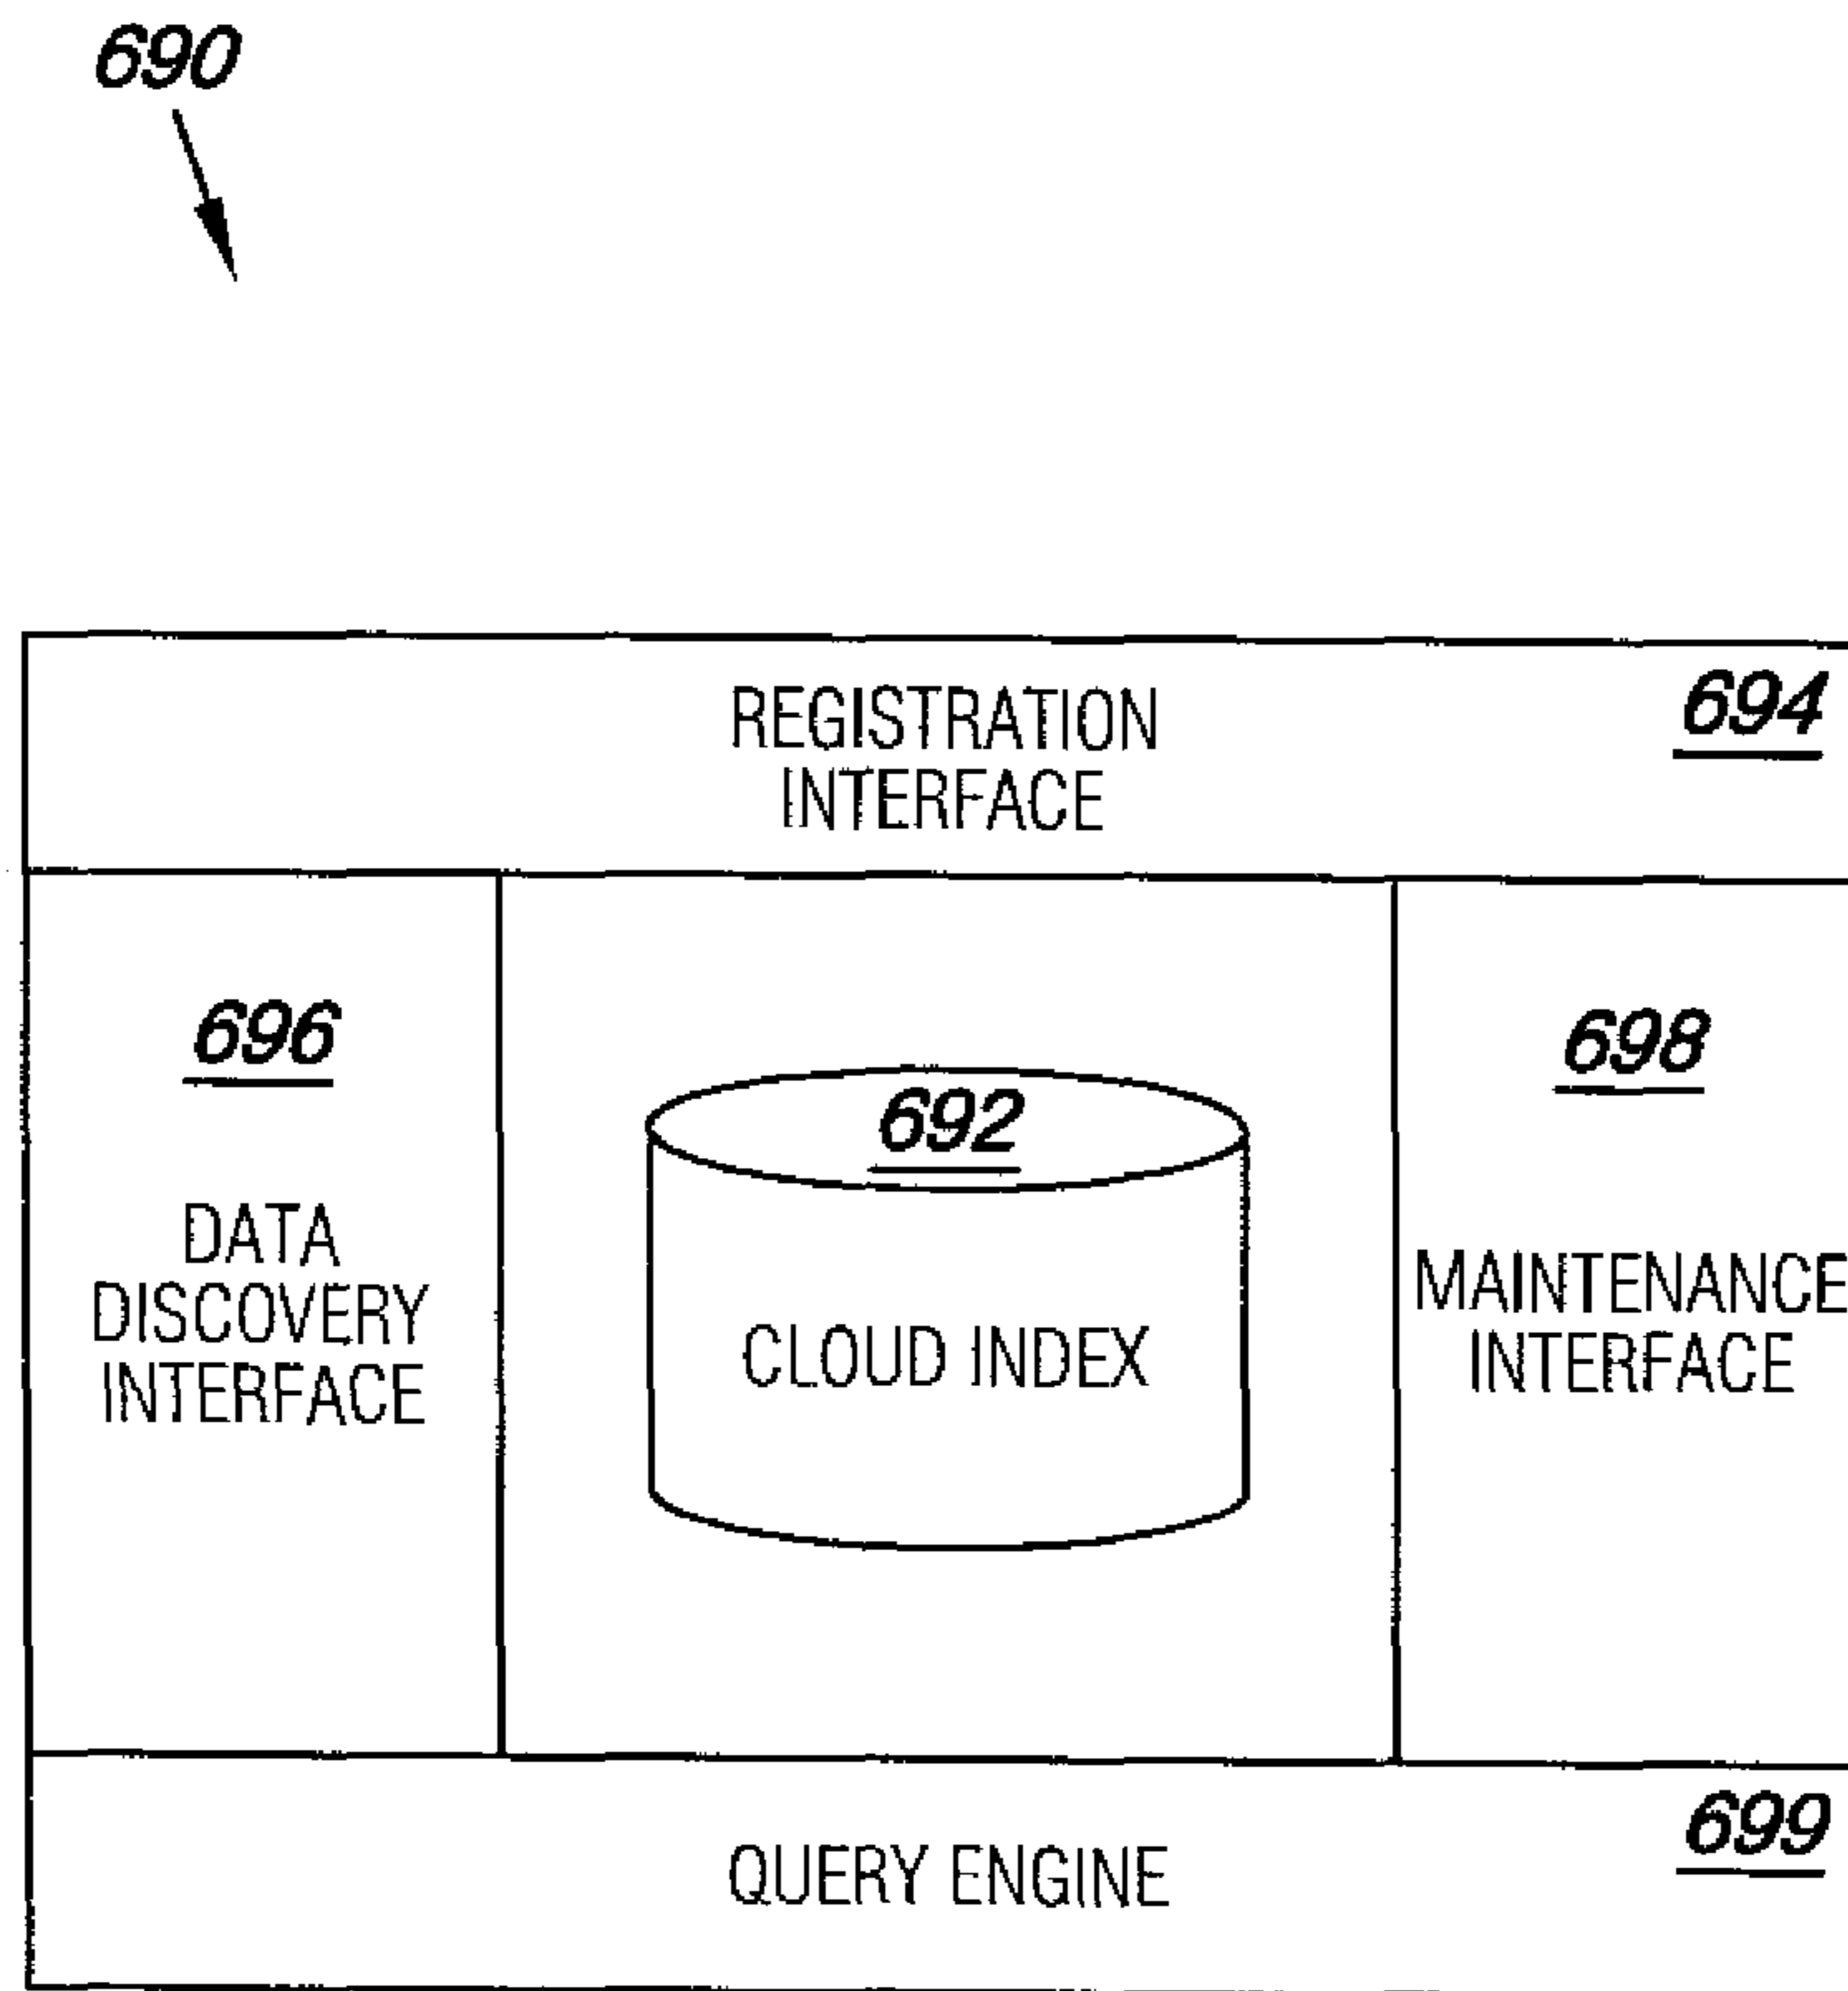 690
REGISTRATION
INTERFACE
694
696
DATA
DISCOVERY
INTERFACE
692
CLOUD INDEX
698
MAINTENANCE
INTERFACE
QUERY ENGINE
699